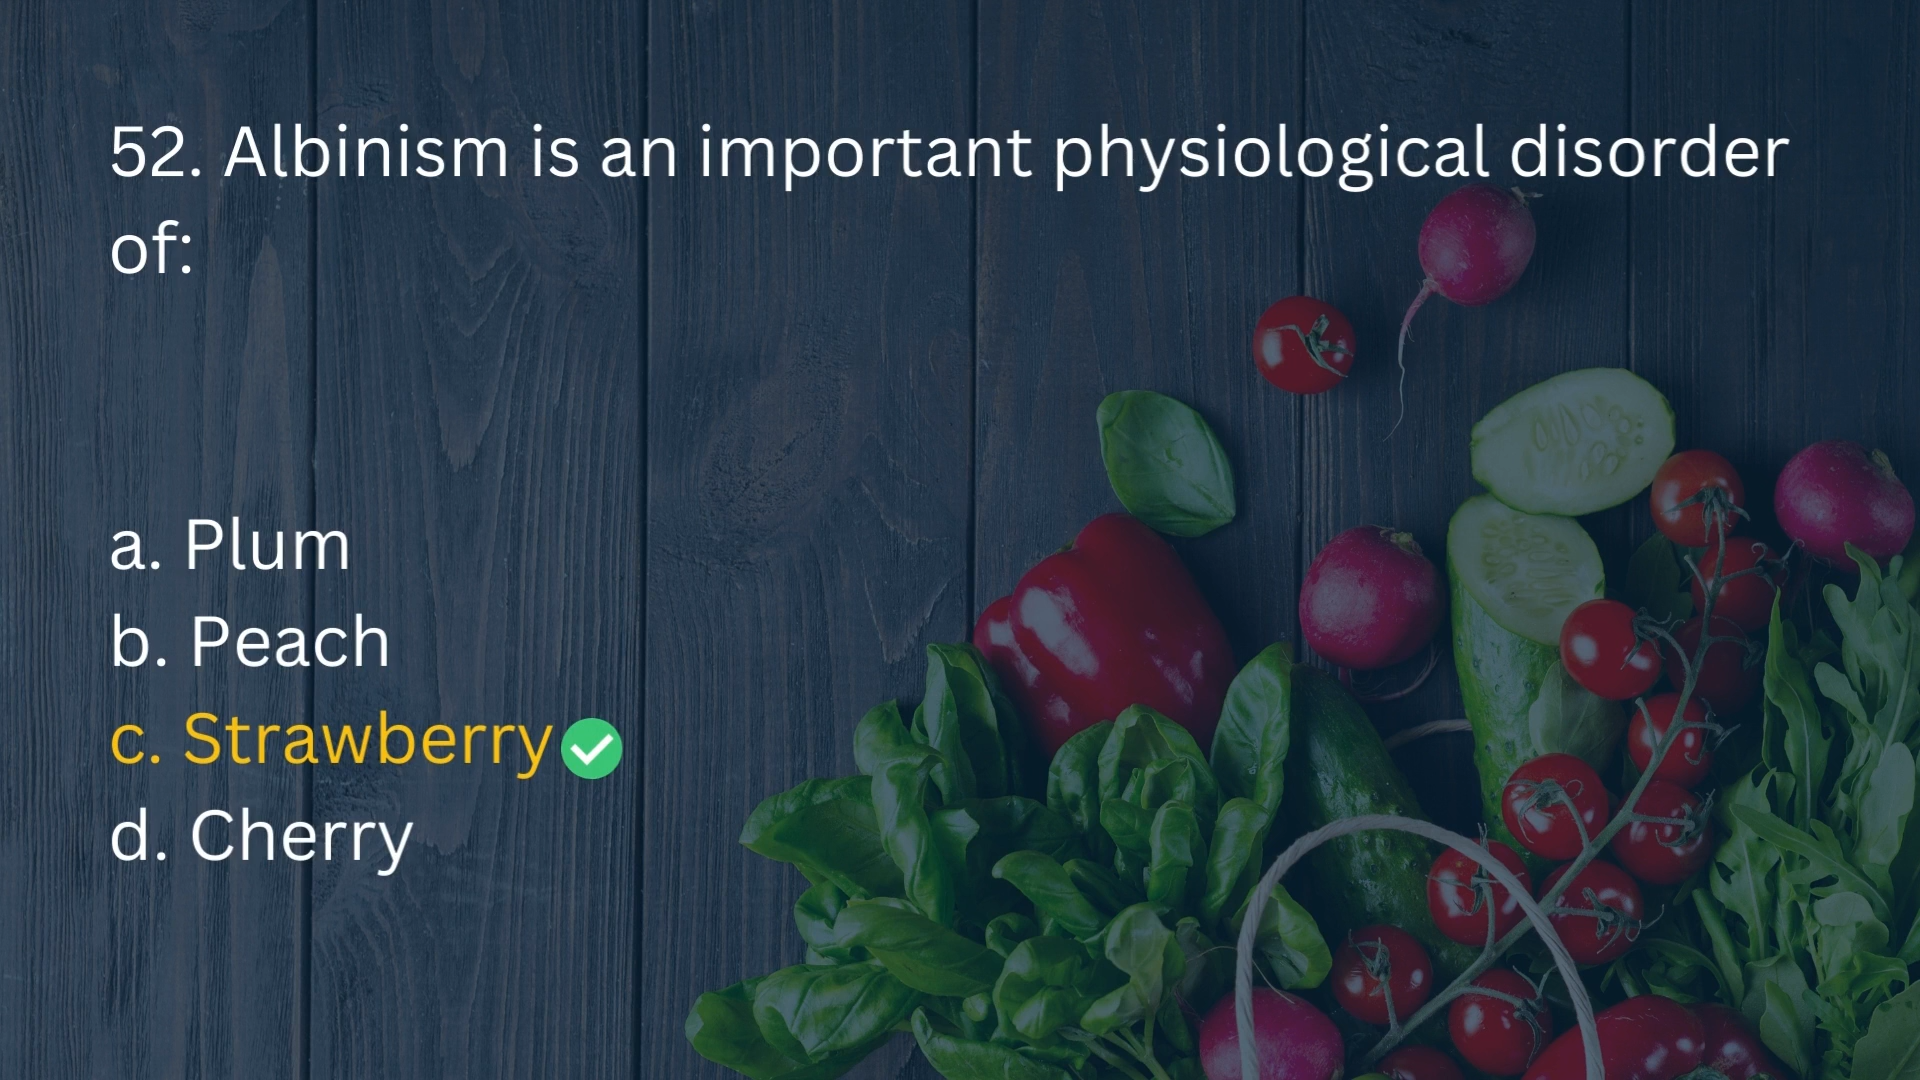 52. Albinism is an important physiological disorder
of:
a. Plum
b. Peach
c. Strawberry
d. Cherry